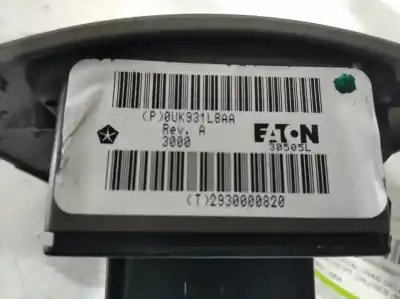 (P)0UK931L8AA
Rev. A
3000
EATON
30505L
(T)2930000820